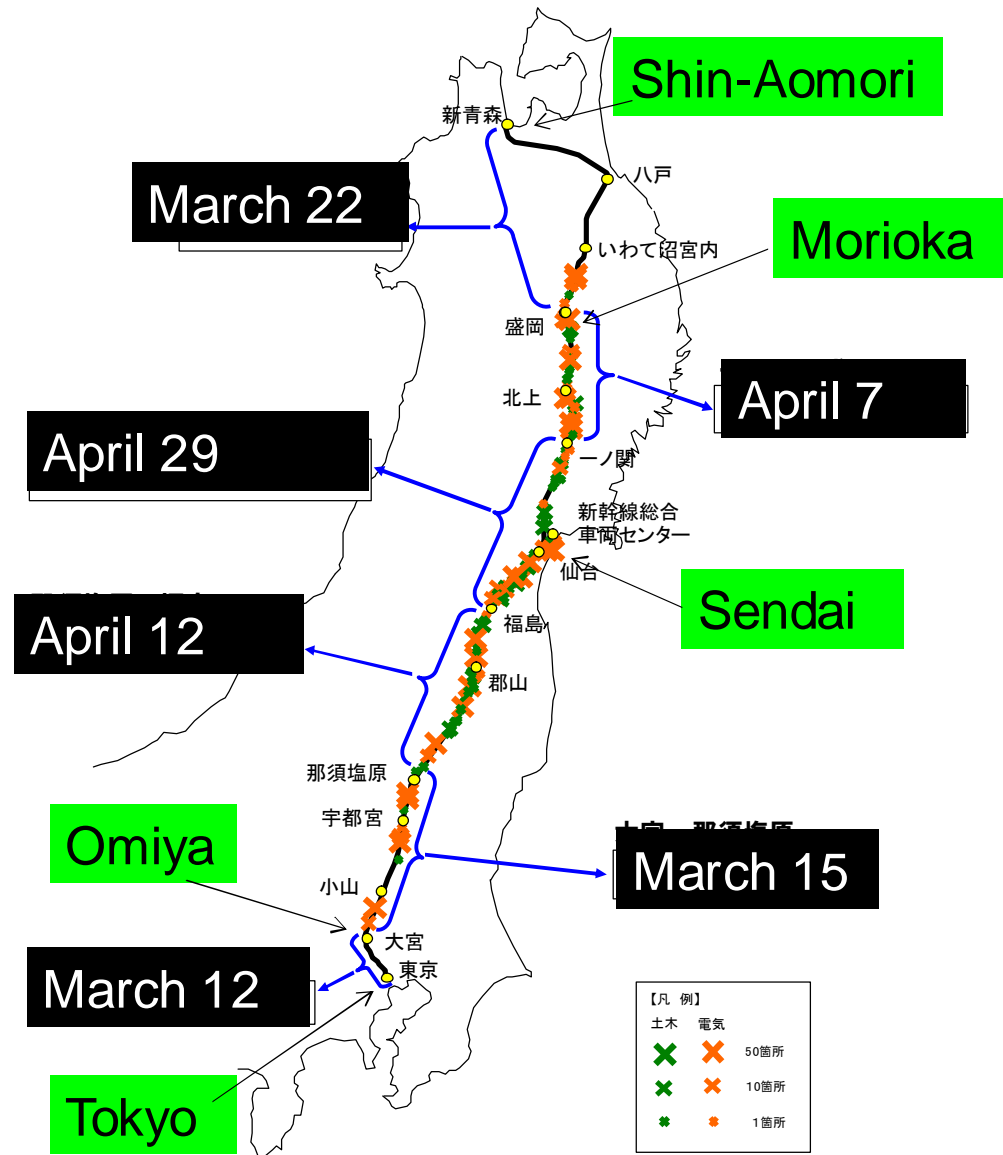 Shin-Aomori
新青森
八戸
March 22
Morioka
いわて沼宮内
盛岡
April 7
北上
April 29
一ノ関
新幹線総合
車両センター
仙台
Sendai
福島
April 12
郡山
那須塩原
宇都宮
Omiya
March 15
小山
大宮
March 12
東京
【凡 例】
土木 電気
50箇所
10箇所
1箇所
Tokyo